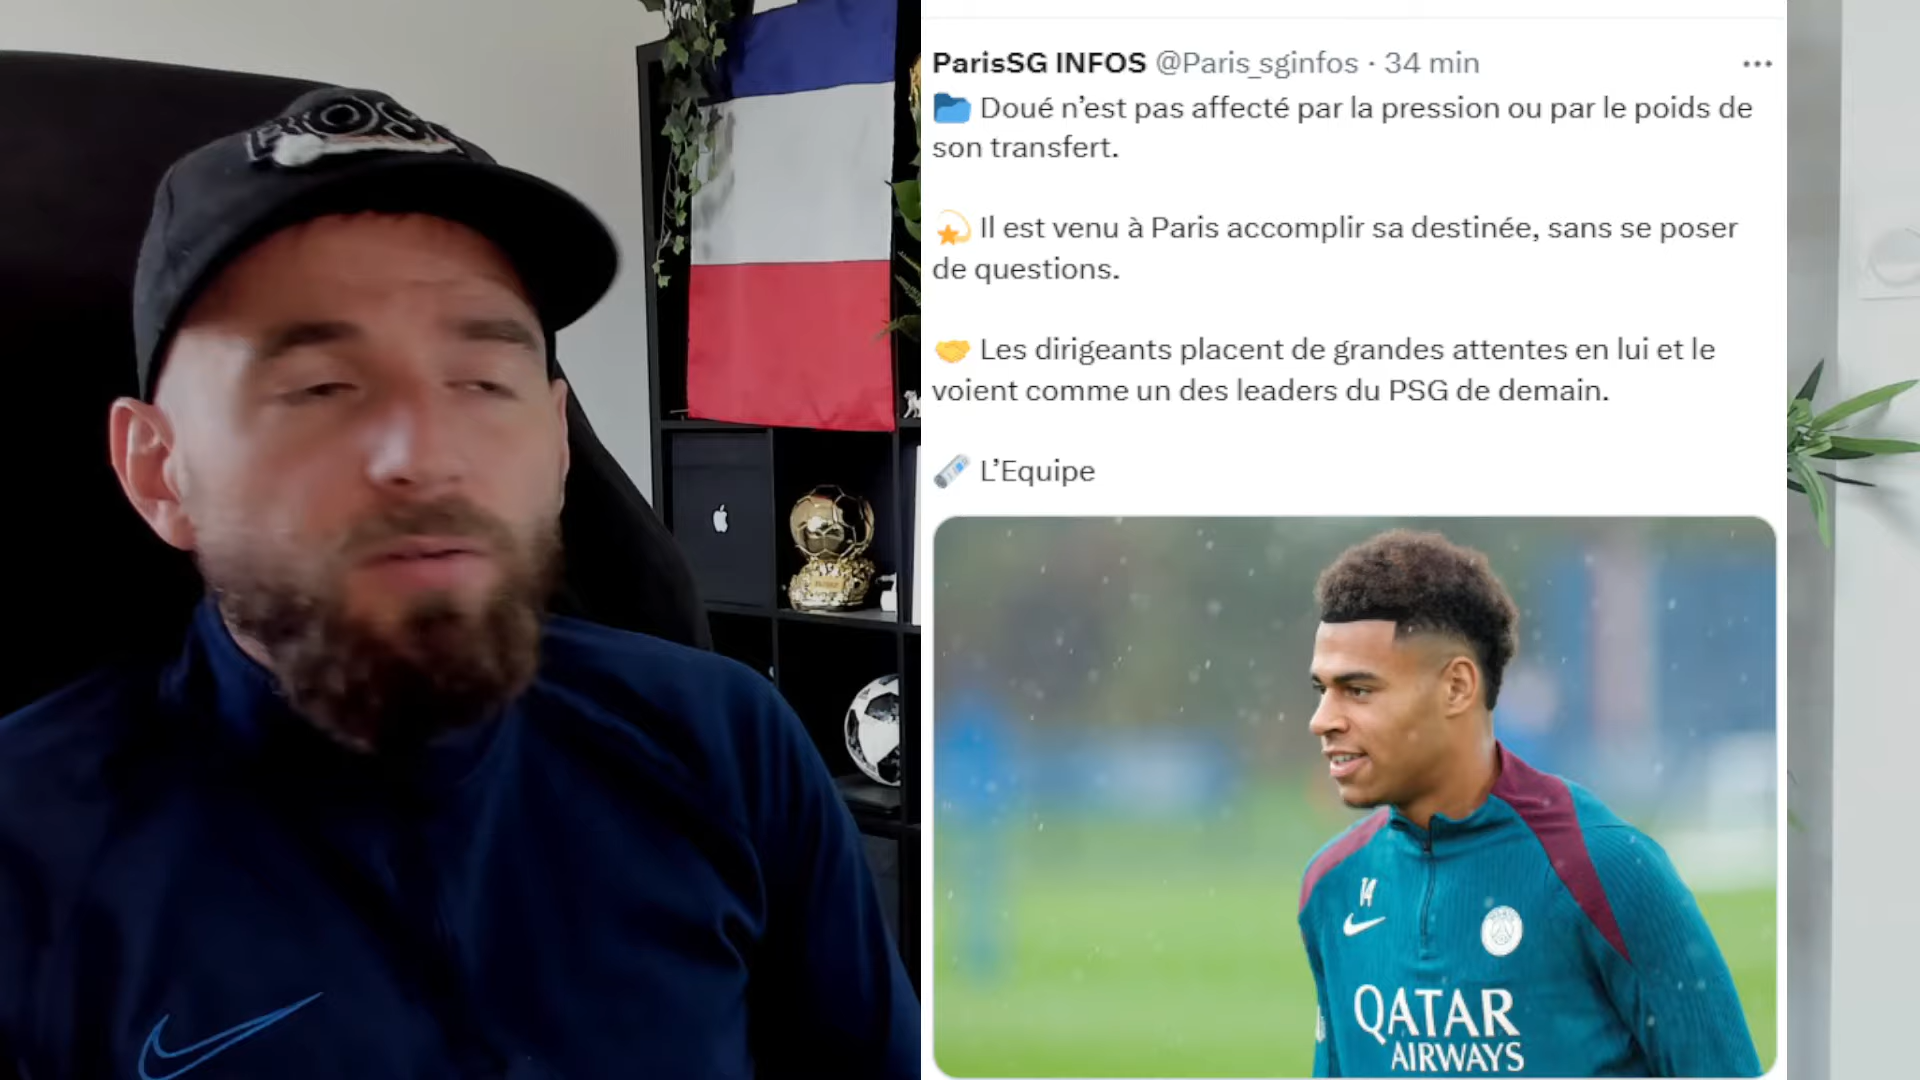 ParisSG INFOS @Paris_sginfos · 34 min
Doué n’est pas affecté par la pression ou par le poids de
son transfert.
Il est venu à Paris accomplir sa destinée, sans se poser
de questions.
Les dirigeants placent de grandes attentes en lui et le
voient comme un des leaders du PSG de demain.
L’Equipe
14
QATAR
AIRWAYS